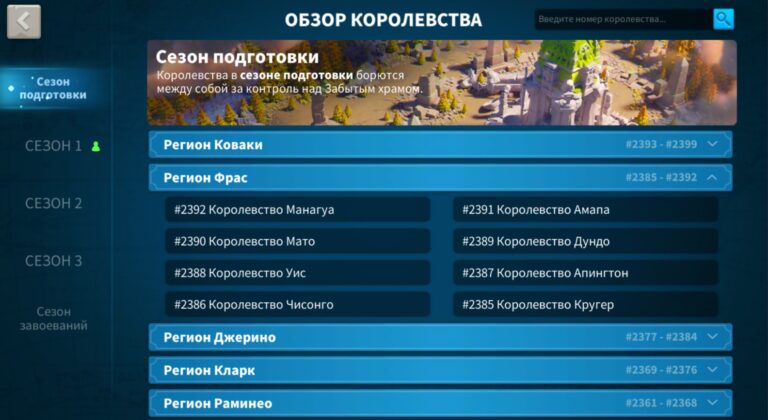 ОБЗОР КОРОЛЕВСТВА
Введите номер королевства...
Сезон подготовки
Королевства в сезоне подготовки борются
между собой за контроль над Забытым храмом.
Сезон
подготовки
СЕЗОН 1
СЕЗОН 2
СЕЗОН 3
Сезон
завоеваний
Регион Коваки #2393 - #2399
Регион Фрас #2385 - #2392
#2392 Королевство Манагуа #2391 Королевство Амапа
#2390 Королевство Мато #2389 Королевство Дундо
#2388 Королевство Уис #2387 Королевство Апингтон
#2386 Королевство Чисонго #2385 Королевство Кругер
Регион Джерино #2377 - #2384
Регион Кларк #2369 - #2376
Регион Раминео #2361 - #2368